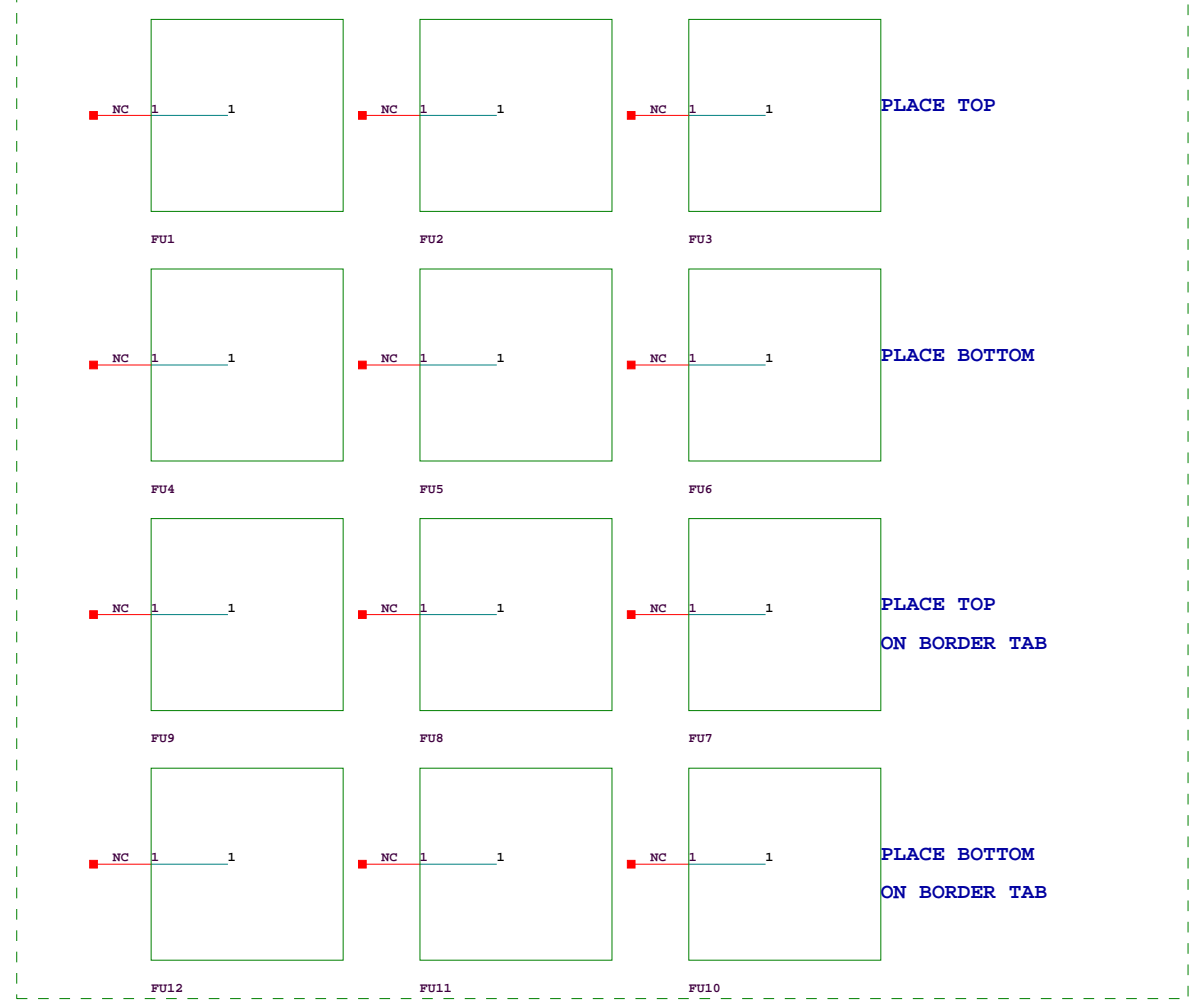 NC 1 1 NC 1 1 NC 1 1 PLACE TOP
FU1 FU2 FU3
NC 1 1 NC 1 1 NC 1 1 PLACE BOTTOM
FU4 FU5 FU6
NC 1 1 NC 1 1 NC 1 1 PLACE TOP
ON BORDER TAB
FU9 FU8 FU7
NC 1 1 NC 1 1 NC 1 1 PLACE BOTTOM
ON BORDER TAB
FU12 FU11 FU10